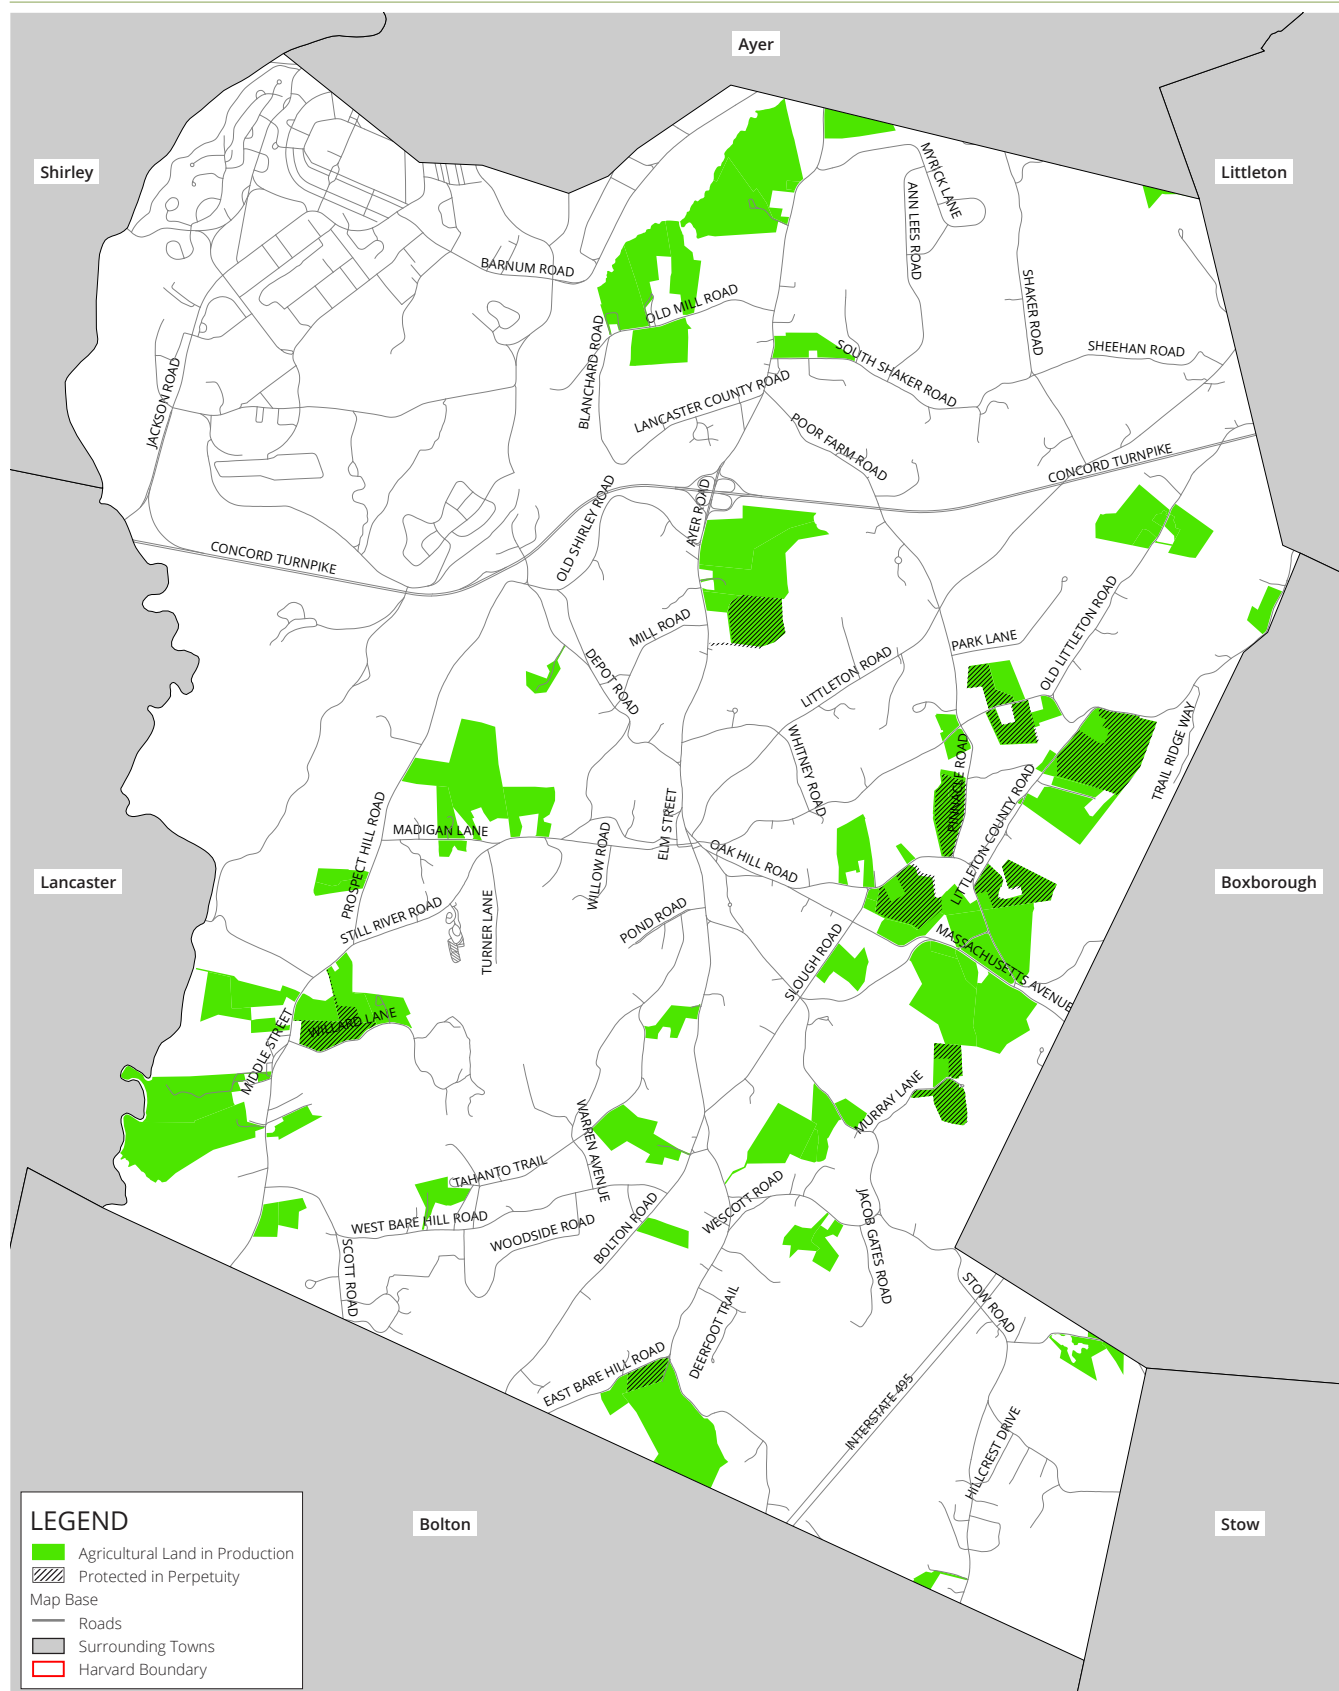 Ayer
Shirley
Littleton
MYRICK LANE
ANN LEES ROAD
BARNUM ROAD
SHAKER ROAD
OLD MILL ROAD
BLANCHARD ROAD
SOUTH SHAKER ROAD
SHEEHAN ROAD
JACKSON ROAD
LANCASTER COUNTY ROAD
POOR FARM ROAD
CONCORD TURNPIKE
OLD SHIRLEY ROAD
AYER ROAD
CONCORD TURNPIKE
MILL ROAD
PARK LANE
OLD LITTLETON ROAD
DEPOT ROAD
LITTLETON ROAD
TRAIL RIDGE WAY
WHITNEY ROAD
PINNACLE ROAD
LITTLETON COUNTY ROAD
PROSPECT HILL ROAD
MADIGAN LANE
ELM STREET
WILLOW ROAD
OAK HILL ROAD
Lancaster
Boxborough
STILL RIVER ROAD
TURNER LANE
POND ROAD
SLOUGH ROAD
MASSACHUSETTS AVENUE
WILLARD LANE
MIDDLE STREET
WARREN AVENUE
MURRAY LANE
TAHANTO TRAIL
WEST BARE HILL ROAD
WOODSIDE ROAD
BOLTON ROAD
WESCOTT ROAD
JACOB GATES ROAD
SCOTT ROAD
STOW ROAD
DEERFOOT TRAIL
EAST BARE HILL ROAD
INTERSTATE 495
HILLCREST DRIVE
Bolton
Stow
LEGEND
Agricultural Land in Production
Protected in Perpetuity
Map Base
Roads
Surrounding Towns
Harvard Boundary